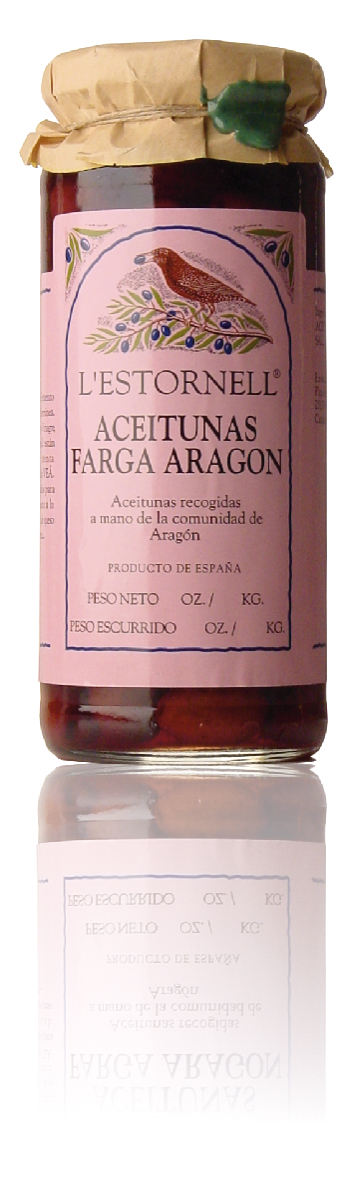 L'ESTORNELL®
ACEITUNAS
FARGA ARAGON
Aceitunas recogidas
a mano de la comunidad de
Aragón
PRODUCTO DE ESPAÑA
PESO NETO OZ. / KG.
PESO ESCURRIDO OZ. / KG.